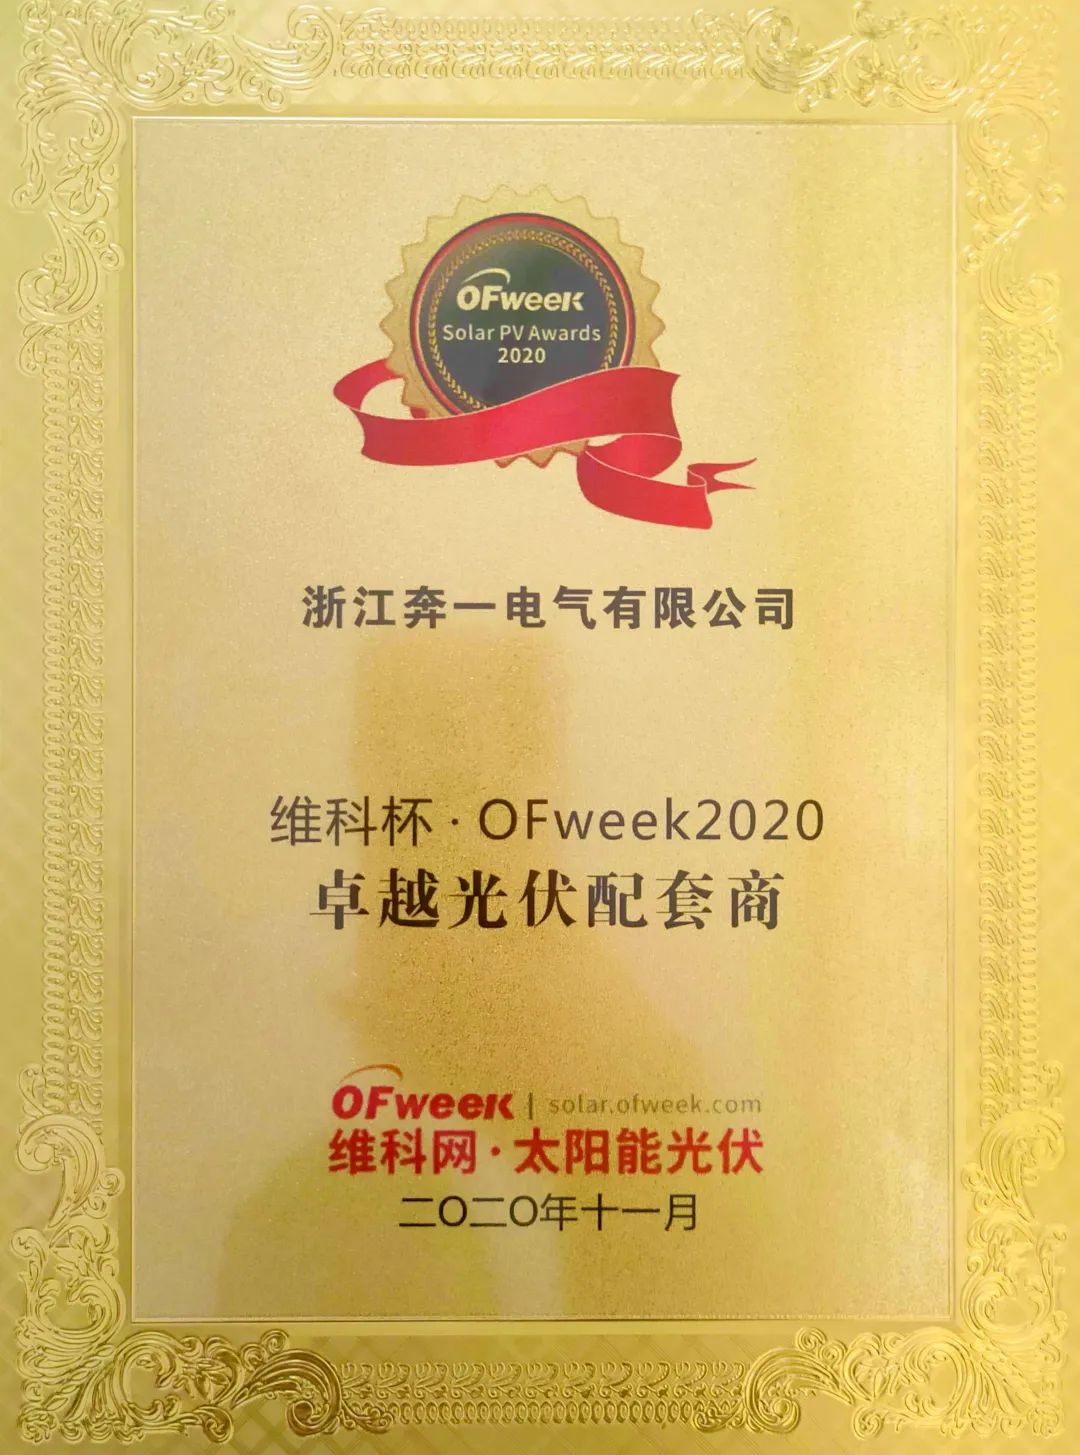 OFweek
Solar PV Awards
2020
浙江奔一电气有限公司
维科杯·OFweek2020
卓越光伏配套商
OFweek | solar.ofweek.com
维科网·太阳能光伏
二〇二〇年十一月